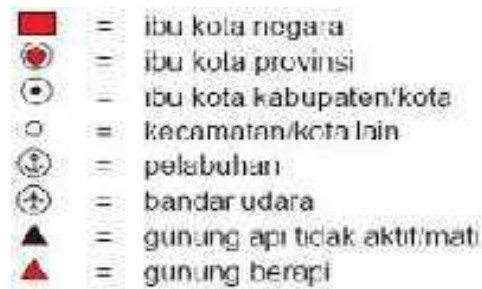 = ibu kota negara
= ibu kota provinsi
= ibu kota kabupaten/kota
= kecamatan/kota lain
= pelabuhan
= bandar udara
= gunung api tidak aktif/mati
= gunung berapi